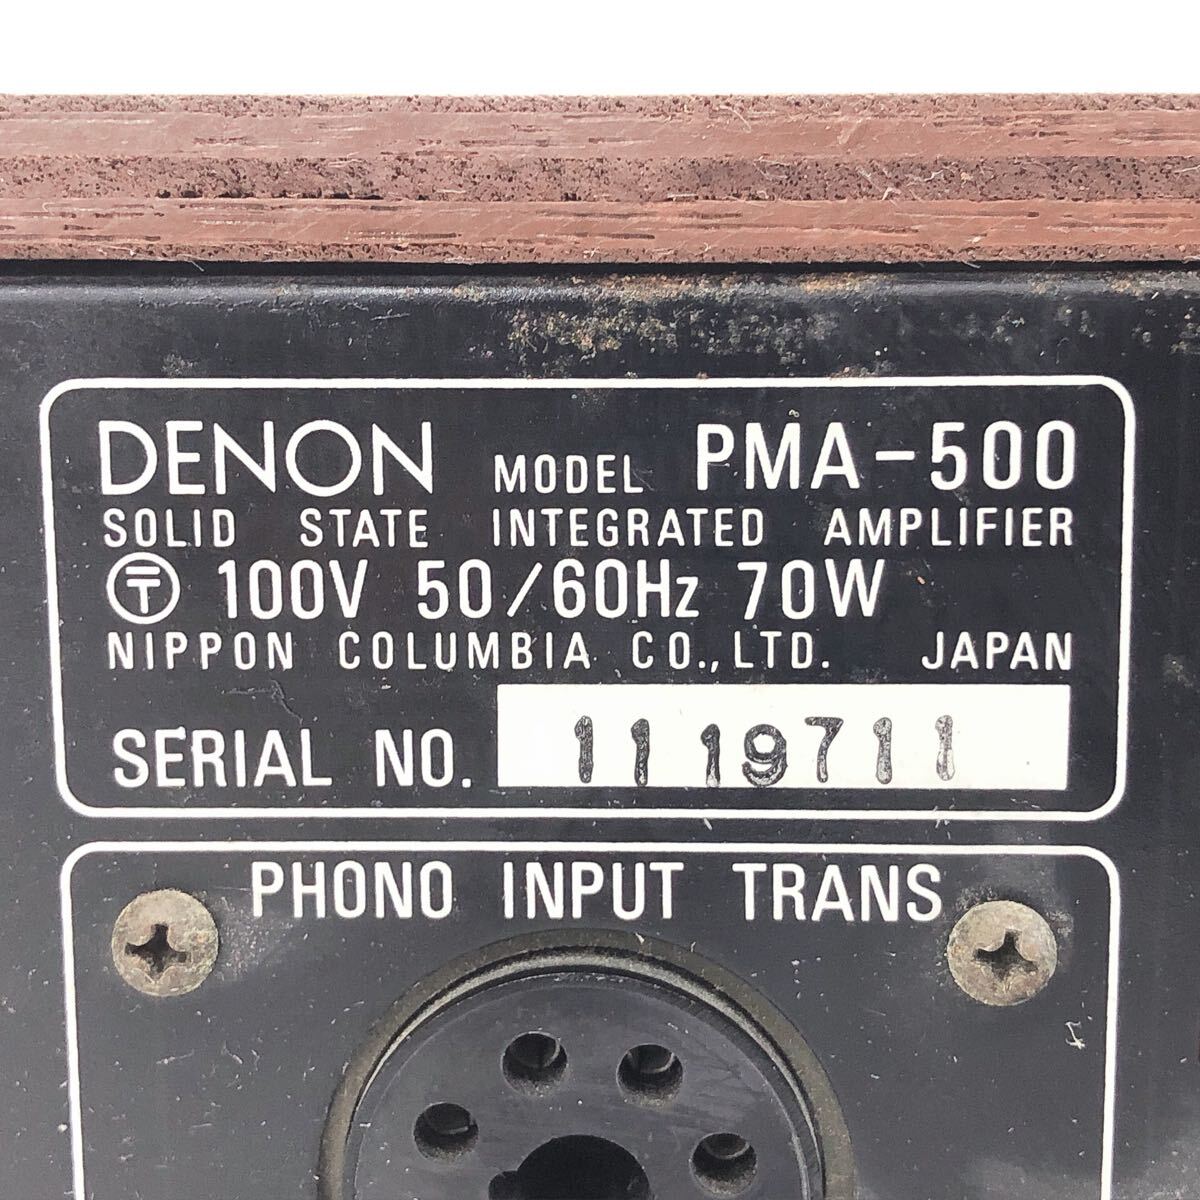 DENON MODEL PMA-500
SOLID STATE INTEGRATED AMPLIFIER
〒 100V 50/60Hz 70W
NIPPON COLUMBIA CO., LTD. JAPAN
SERIAL NO. 1119711
PHONO INPUT TRANS